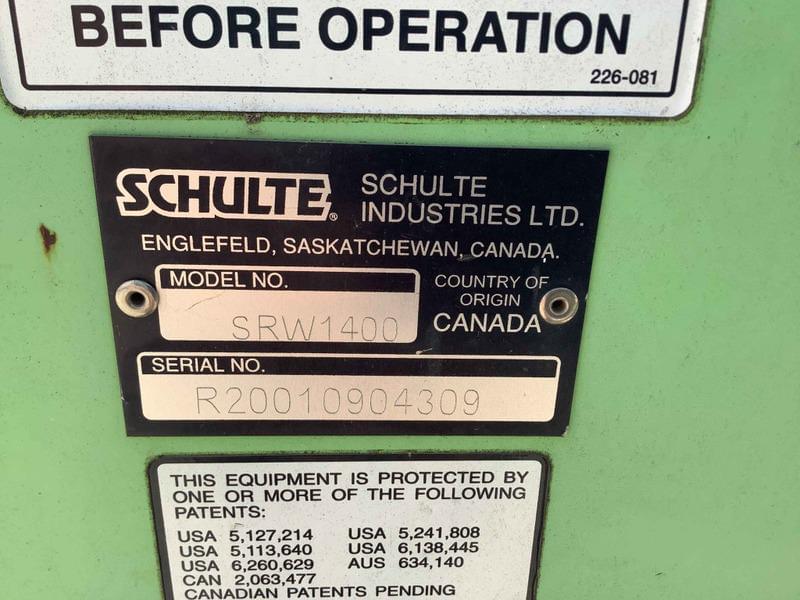 BEFORE OPERATION
226-081
SCHULTE®
SCHULTE
INDUSTRIES LTD.
ENGLEFELD, SASKATCHEWAN, CANADA.
MODEL NO.
SRW1400
COUNTRY OF
ORIGIN
CANADA
SERIAL NO.
R20010904309
THIS EQUIPMENT IS PROTECTED BY
ONE OR MORE OF THE FOLLOWING
PATENTS:
USA 5,127,214 USA 5,241,808
USA 5,113,640 USA 6,138,445
USA 6,260,629 AUS 634,140
CAN 2,063,477
CANADIAN PATENTS PENDING